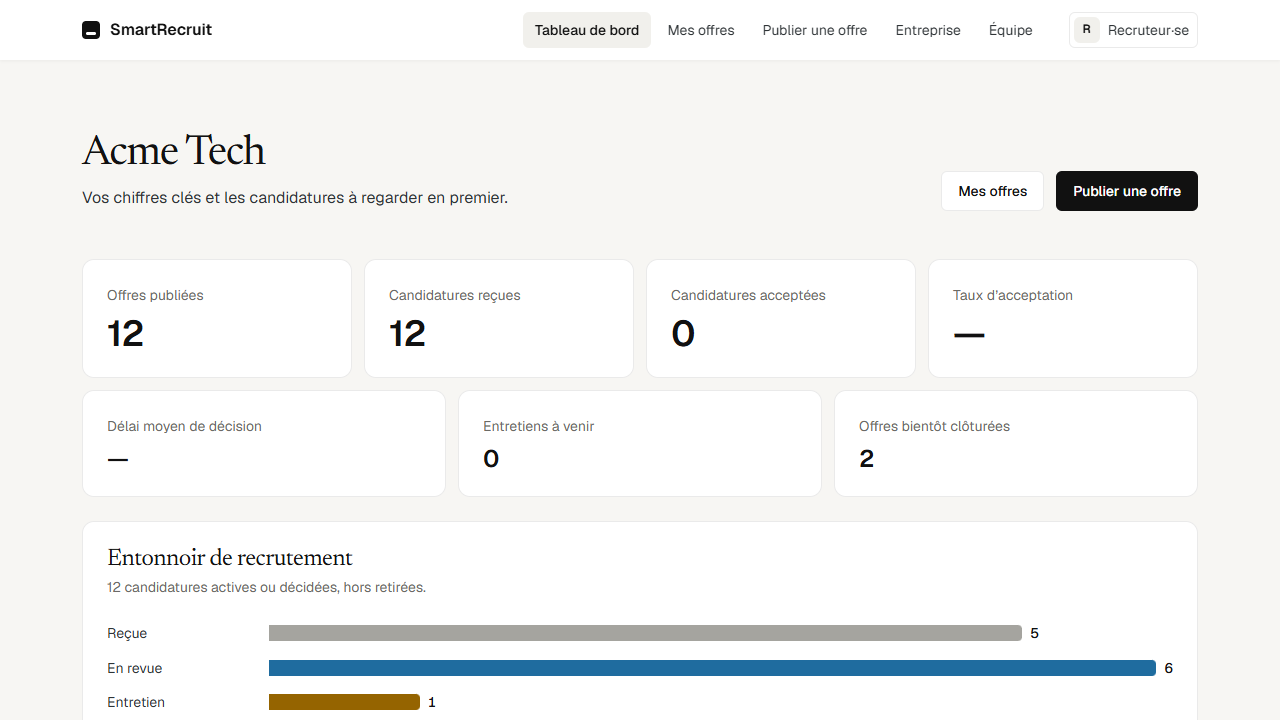 SmartRecruit
Tableau de bord
Mes offres
Publier une offre
Entreprise
Équipe
R
Recruteur·se
Acme Tech
Vos chiffres clés et les candidatures à regarder en premier.
Mes offres
Publier une offre
Offres publiées
12
Candidatures reçues
12
Candidatures acceptées
0
Taux d'acceptation
—
Délai moyen de décision
—
Entretiens à venir
0
Offres bientôt clôturées
2
Entonnoir de recrutement
12 candidatures actives ou décidées, hors retirées.
Reçue 5
En revue 6
Entretien 1